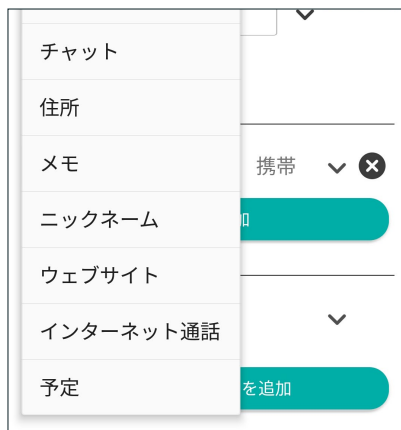 チャット
住所
メモ
携帯
ニックネーム
加
ウェブサイト
インターネット通話
予定
を追加